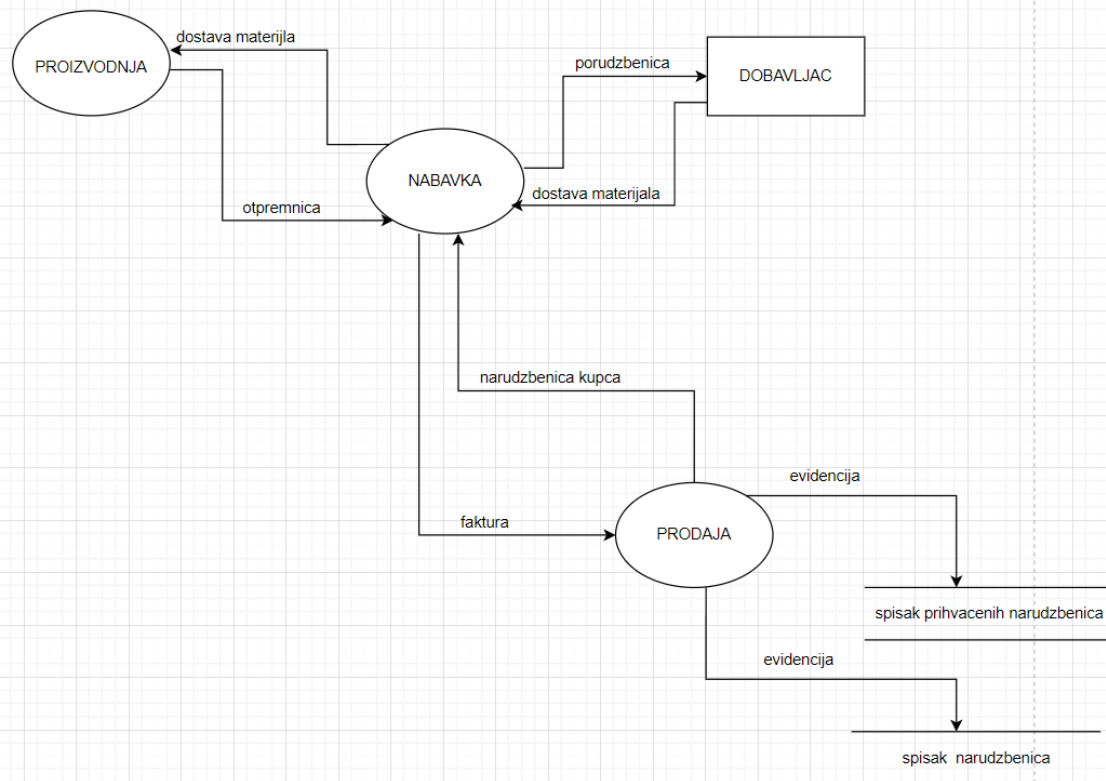 dostava materijla
PROIZVODNJA
porudzbenica
DOBAVLJAC
NABAVKA
dostava materijala
otpremnica
narudzbenica kupca
evidencija
faktura
PRODAJA
spisak prihvacenih narudzbenica
evidencija
spisak narudzbenica